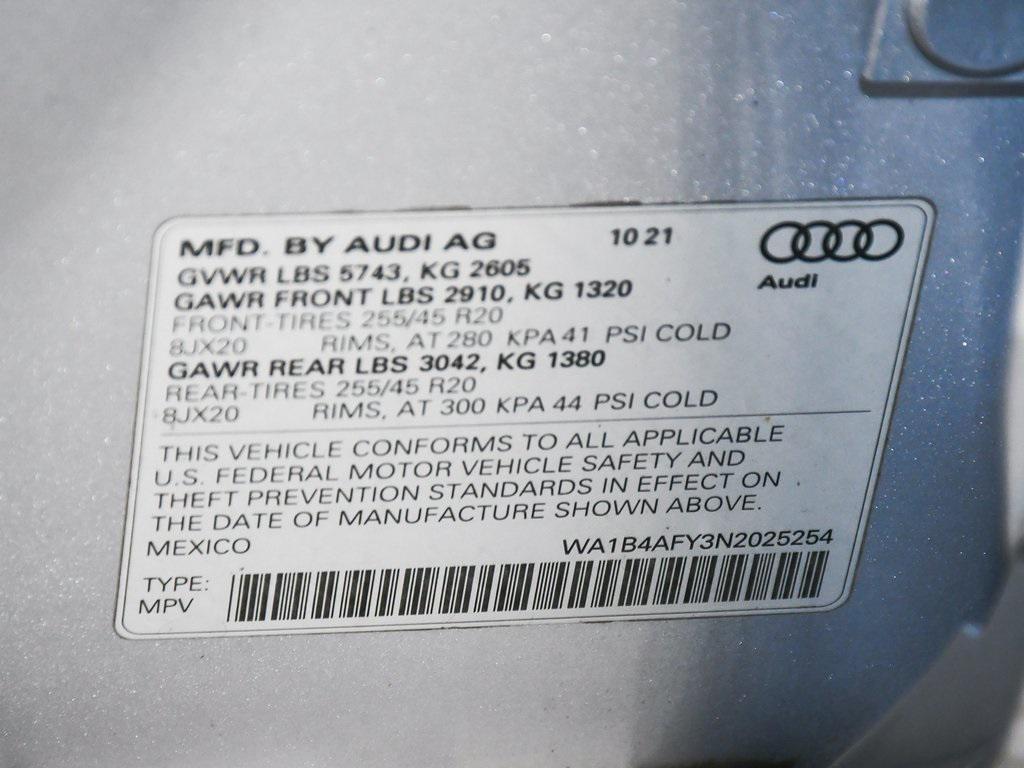 MFD. BY AUDI AG 10 21
Audi
GVWR LBS 5743, KG 2605
GAWR FRONT LBS 2910, KG 1320
FRONT-TIRES 255/45 R20
8JX20 RIMS, AT 280 KPA 41 PSI COLD
GAWR REAR LBS 3042, KG 1380
REAR-TIRES 255/45 R20
8JX20 RIMS, AT 300 KPA 44 PSI COLD
THIS VEHICLE CONFORMS TO ALL APPLICABLE
U.S. FEDERAL MOTOR VEHICLE SAFETY AND
THEFT PREVENTION STANDARDS IN EFFECT ON
THE DATE OF MANUFACTURE SHOWN ABOVE.
MEXICO WA1B4AFY3N2025254
TYPE:
MPV